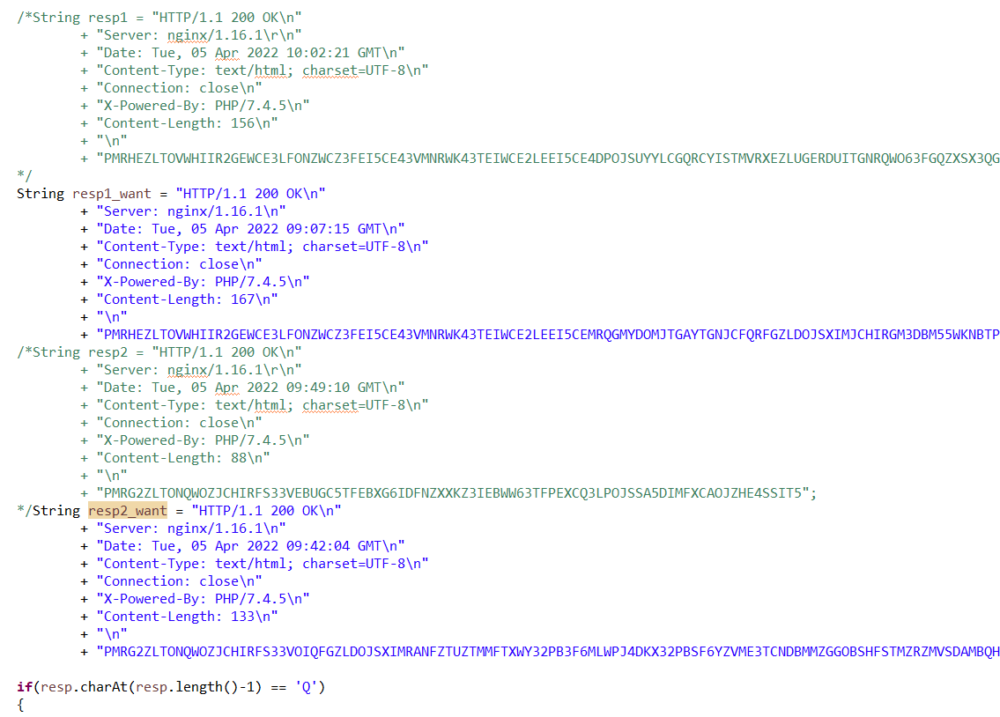 /*String resp1 = "HTTP/1.1 200 OK\n"
+ "Server: nginx/1.16.1\r\n"
+ "Date: Tue, 05 Apr 2022 10:02:21 GMT\n"
+ "Content-Type: text/html; charset=UTF-8\n"
+ "Connection: close\n"
+ "X-Powered-By: PHP/7.4.5\n"
+ "Content-Length: 156\n"
+ "\n"
+ "PMRHEZLTOVWHIIR2GEWCE3LFONZWCZ3FEI5CE43VMNRWK43TEIWCE2LEEI5CE4DPOJSUYYLCGQRCYISTMVRXEZLUGERDUITGNRQWO63FGQZXSX3QG
*/
String resp1_want = "HTTP/1.1 200 OK\n"
+ "Server: nginx/1.16.1\n"
+ "Date: Tue, 05 Apr 2022 09:07:15 GMT\n"
+ "Content-Type: text/html; charset=UTF-8\n"
+ "Connection: close\n"
+ "X-Powered-By: PHP/7.4.5\n"
+ "Content-Length: 167\n"
+ "\n"
+ "PMRHEZLTOVWHIIR2GEWCE3LFONZWCZ3FEI5CE43VMNRWK43TEIWCE2LEEI5CEMRQGMYDOMJTGAYTGNJCFQRFGZLDOJSXIMJCHIRGM3DBM55WKNBTP
/*String resp2 = "HTTP/1.1 200 OK\n"
+ "Server: nginx/1.16.1\r\n"
+ "Date: Tue, 05 Apr 2022 09:49:10 GMT\n"
+ "Content-Type: text/html; charset=UTF-8\n"
+ "Connection: close\n"
+ "X-Powered-By: PHP/7.4.5\n"
+ "Content-Length: 88\n"
+ "\n"
+ "PMRG2ZLTONQWOZJCHIRFS33VEBUGC5TFEBXG6IDFNZXXKZ3IEBWW63TFPEXCQ3LPOJSSA5DIMFXCAOJZHE4SSIT5";
*/String resp2_want = "HTTP/1.1 200 OK\n"
+ "Server: nginx/1.16.1\n"
+ "Date: Tue, 05 Apr 2022 09:42:04 GMT\n"
+ "Content-Type: text/html; charset=UTF-8\n"
+ "Connection: close\n"
+ "X-Powered-By: PHP/7.4.5\n"
+ "Content-Length: 133\n"
+ "\n"
+ "PMRG2ZLTONQWOZJCHIRFS33VOIQFGZLDOJSXIMRANFZTUZTMMFTXWY32PB3F6MLWPJ4DKX32PBSF6YZVME3TCNDBMMZGGOBSHFSTMZRZMVSDAMBQH
if(resp.charAt(resp.length()-1) == 'Q')
{